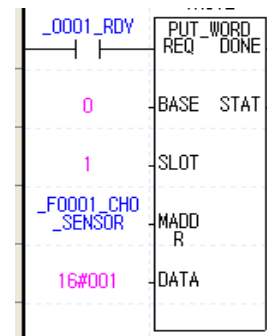 _0001_RDY
PUT_WORD
REQ DONE
0
BASE STAT
1
SLOT
_F0001_CH0
_SENSOR
MADD
R
16#001
DATA